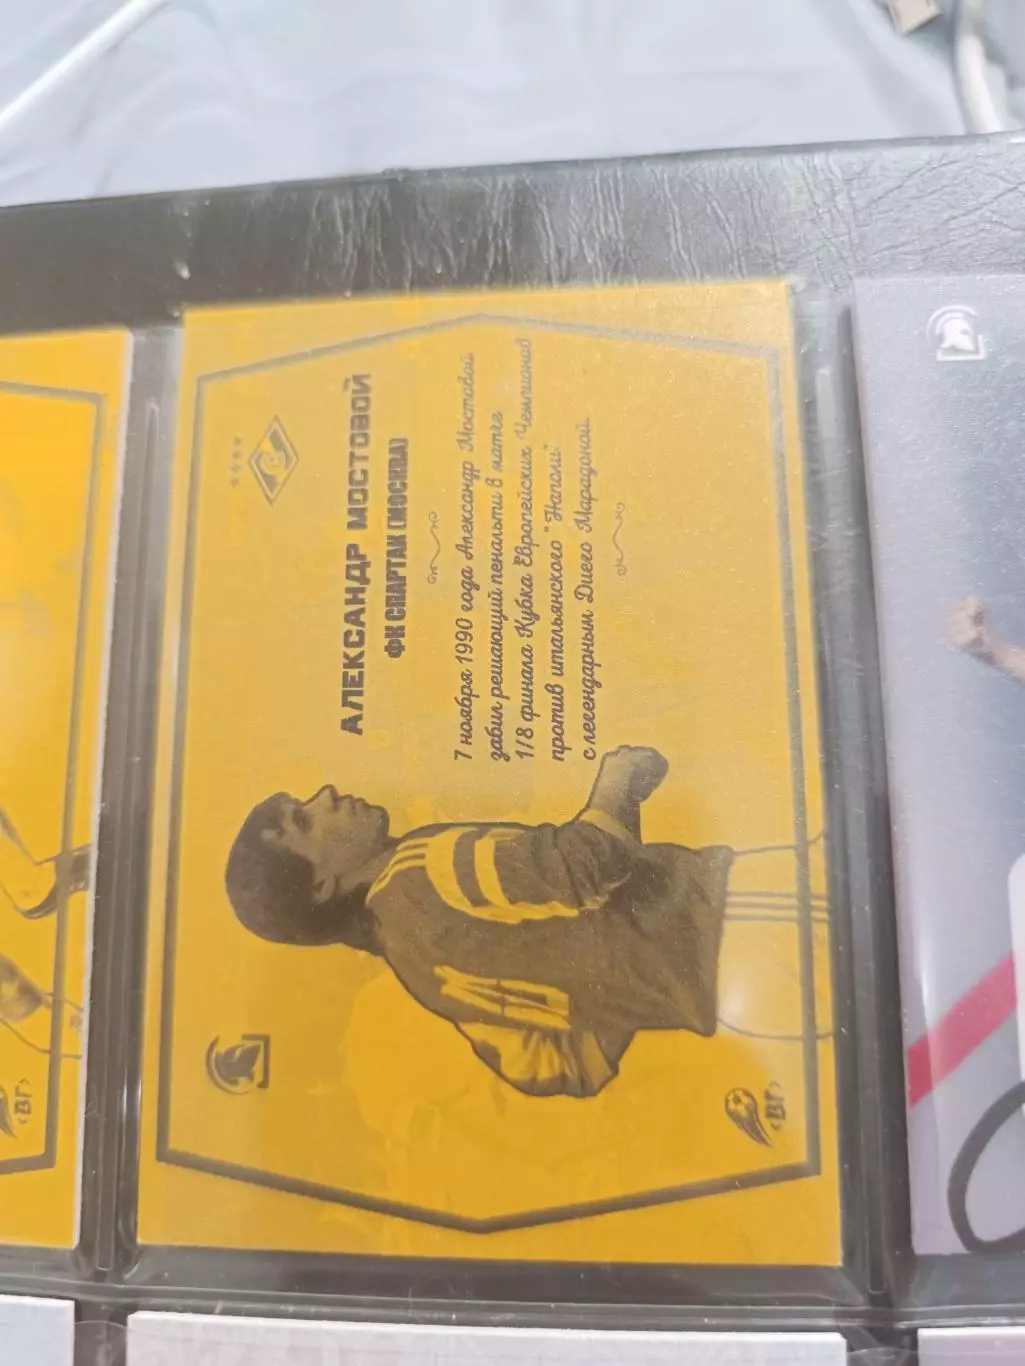 АЛЕКСАНДР МОСТОВОЙ
ФК СПАРТАК (МОСКВА)
7 ноября 1990 года Александр Мостовой
забил решающий пенальти в матче
1/8 финала Кубка Европейских Чемпионов
против итальянского "Наполи"
с легендарным Диего Марадоной.
‹ВГ›
‹ВГ›